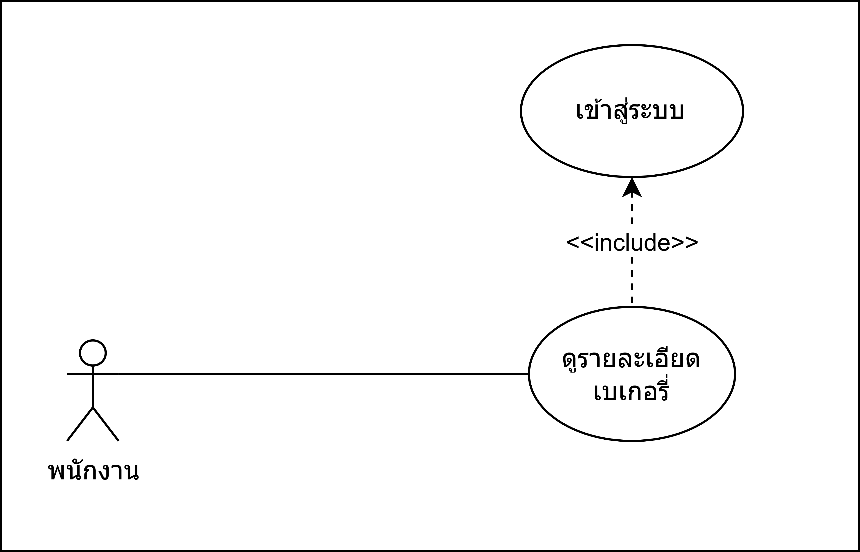 เข้าสู่ระบบ
<<include>>
ดูรายละเอียด
เบเกอรี่
พนักงาน